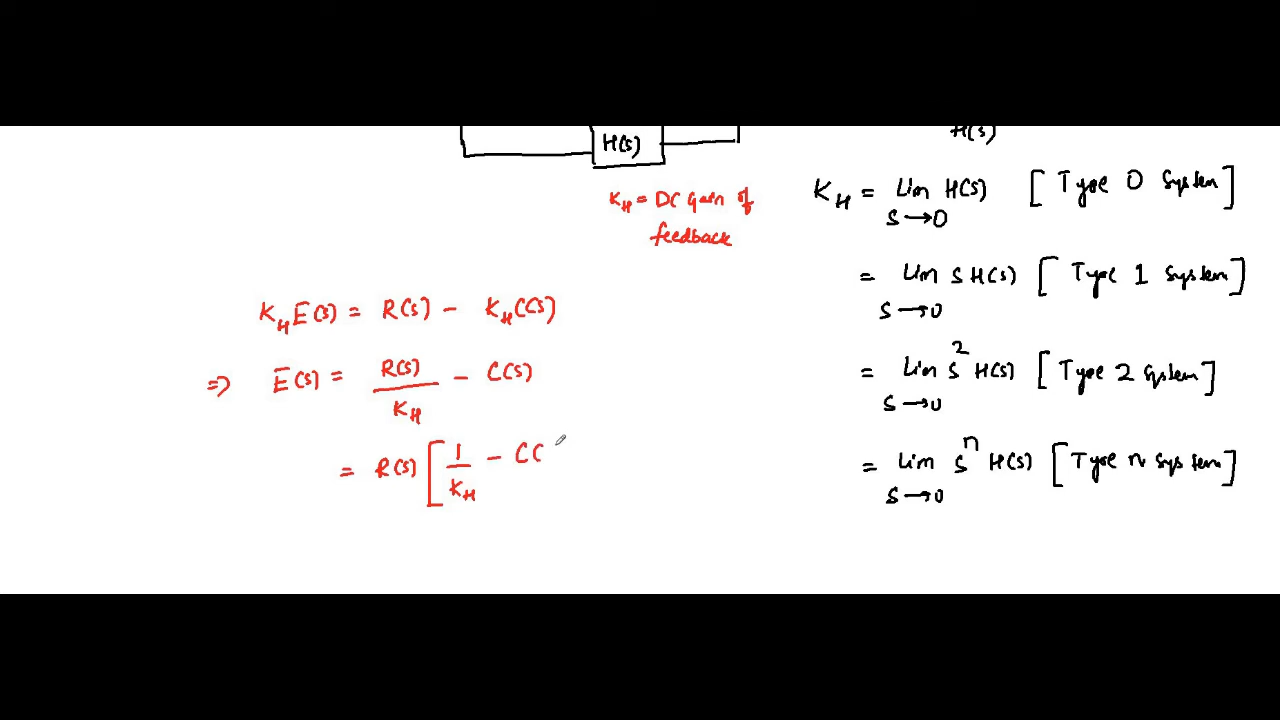 H(s)
H(s)
K_H = DC Gain of
feedback
K_H E(s) = R(s) - K_H C(s)
⇒ E(s) = R(s)/K_H - C(s)
= R(s) [ 1/K_H - C(
K_H = Lim s→0 H(s) [Type 0 System]
= Lim s→0 s H(s) [Type 1 System]
= Lim s→0 s^2 H(s) [Type 2 System]
= Lim s→0 s^n H(s) [Type n System]